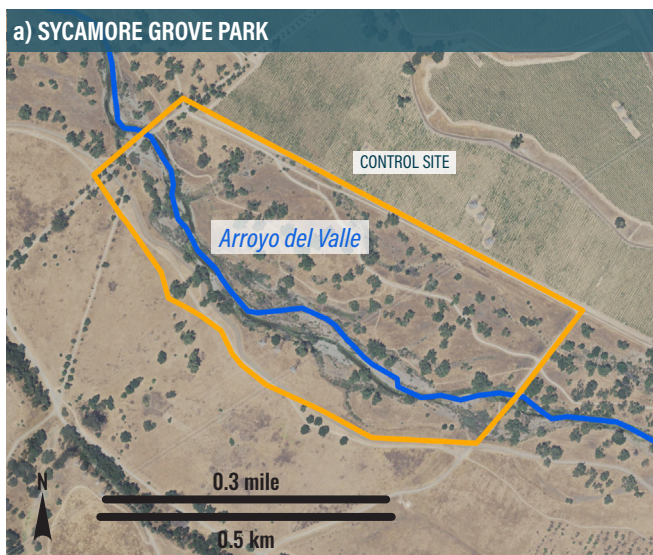 a) SYCAMORE GROVE PARK
CONTROL SITE
Arroyo del Valle
N
0.3 mile
0.5 km